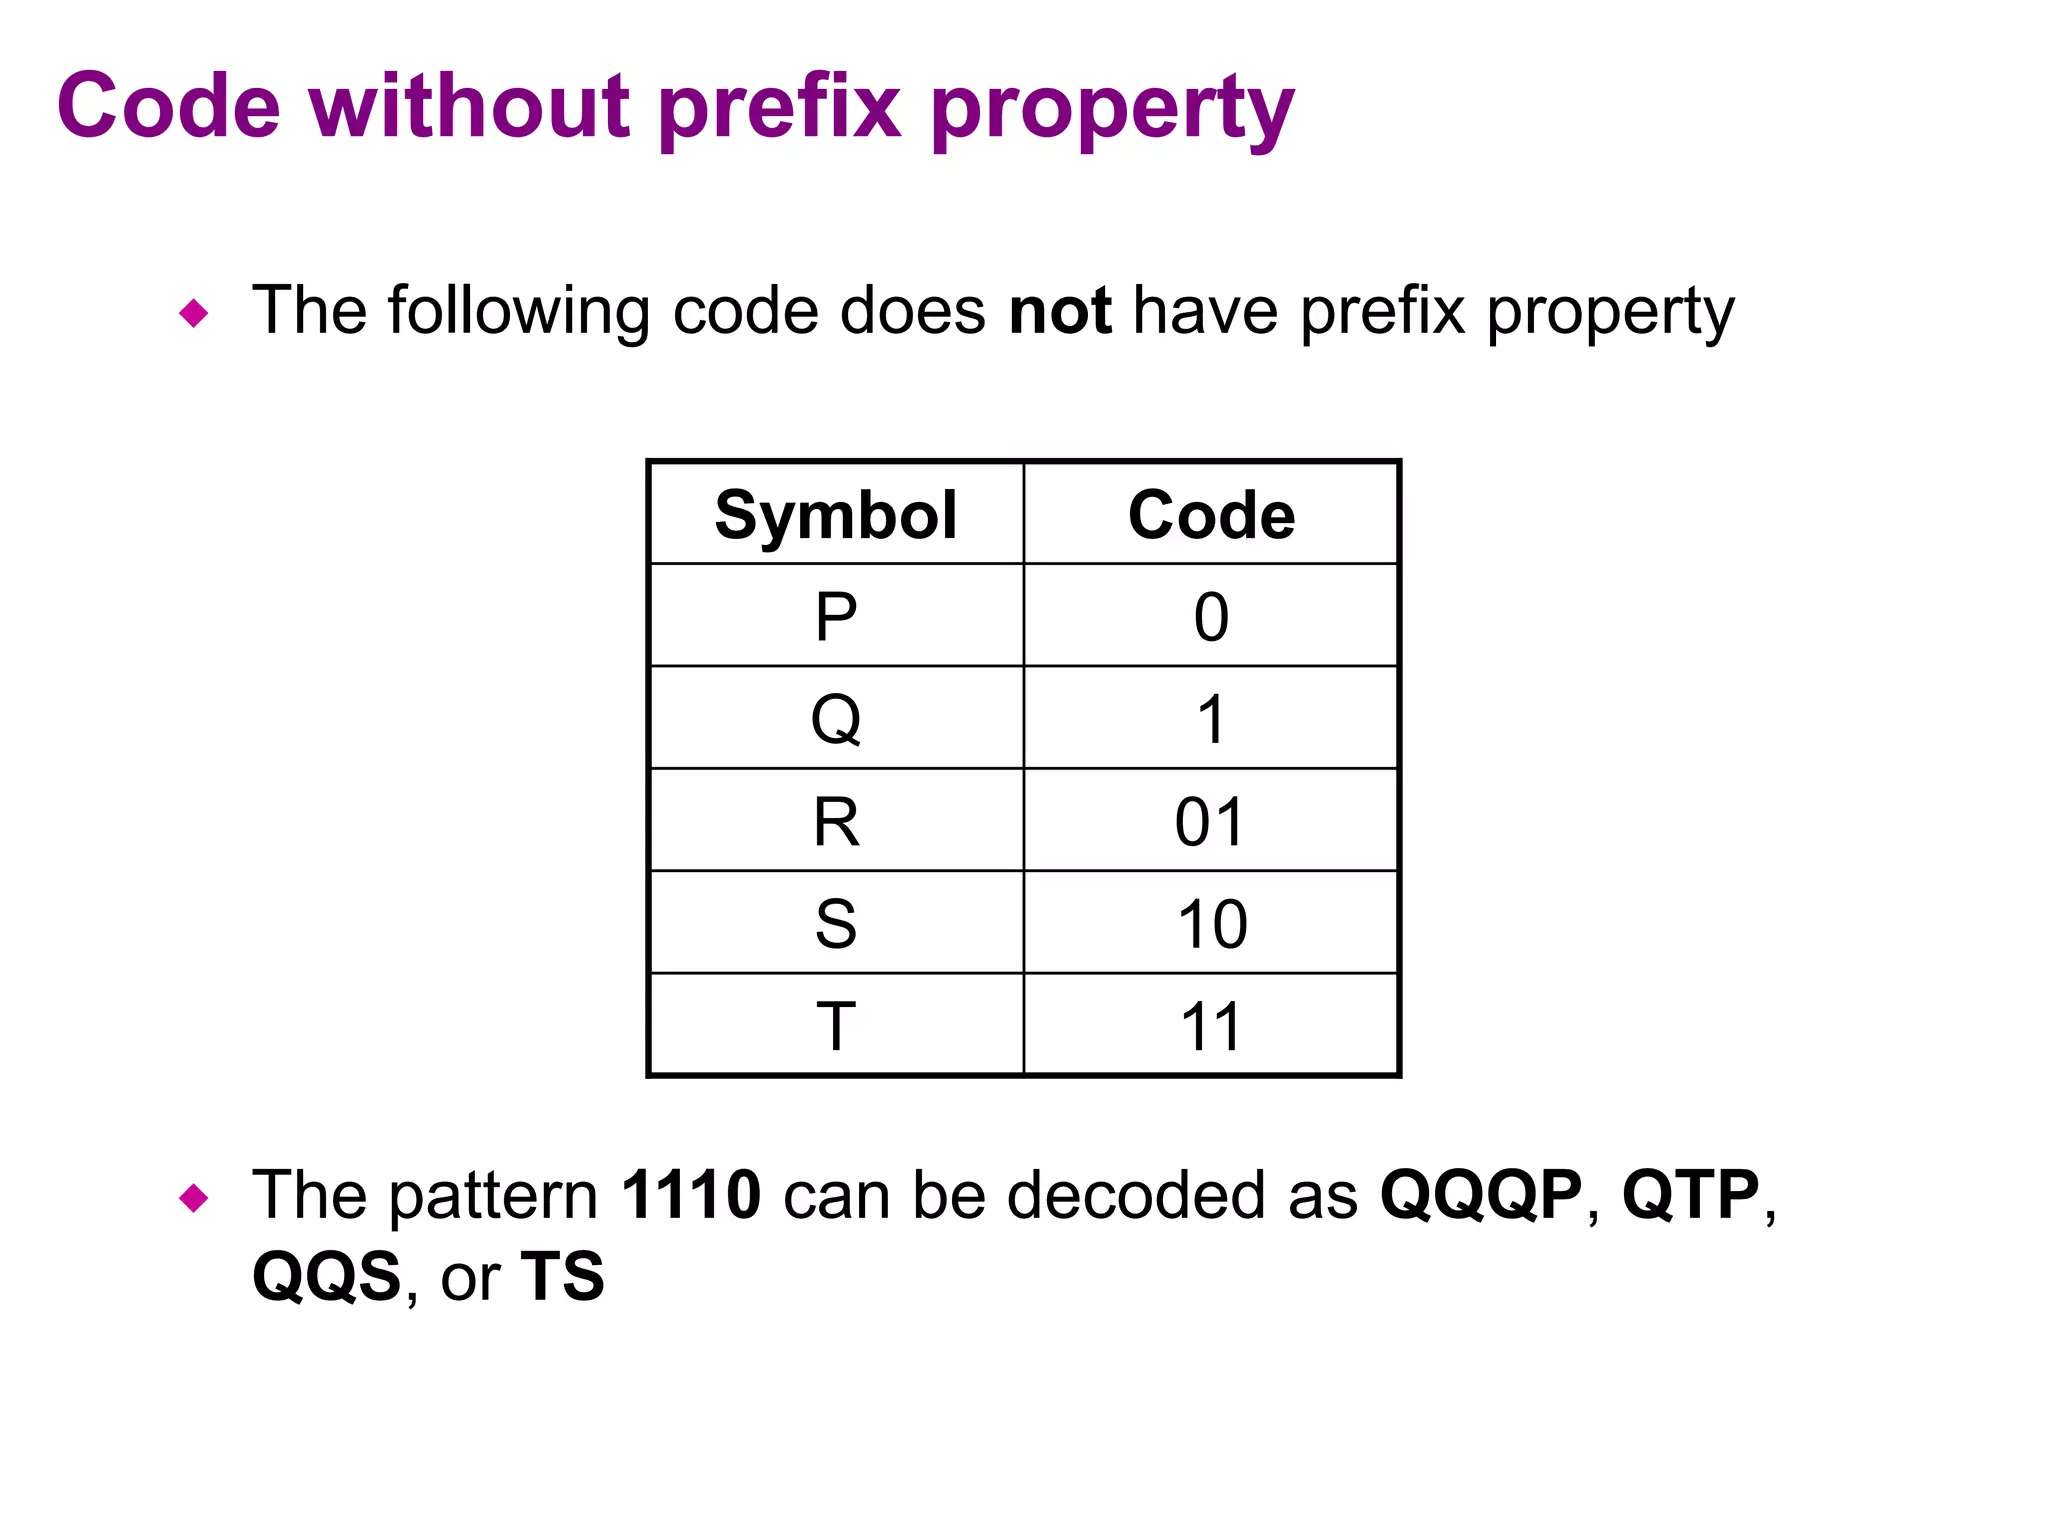 Code without prefix property
The following code does not have prefix property
Symbol Code
P 0
Q 1
R 01
S 10
T 11
The pattern 1110 can be decoded as QQQP, QTP,
QQS, or TS